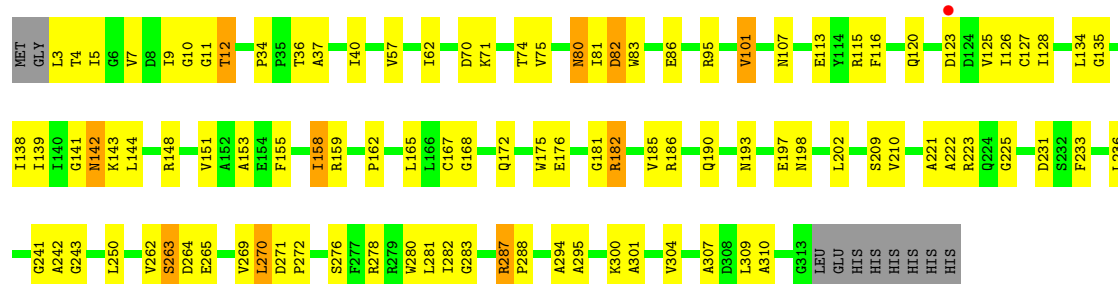 MET GLY L3 T4 I5 G6 V7 D8 I9 G10 G11 T12 P34 P35 T36 A37 I40 V57 I62 D70 K71 T74 V75 N80 I81 D82 W83 E86 R95 V101 N107 E113 Y114 R115 F116 Q120 D123 D124 V125 I126 C127 I128 L134 G135
I138 I139 I140 G141 N142 K143 L144 R148 V151 A152 A153 E154 F155 I158 R159 P162 L165 L166 C167 G168 Q172 W175 E176 G181 R182 V185 R186 Q190 N193 E197 N198 L202 S209 V210 A221 A222 R223 Q224 G225 D231 S232 F233 L236
G241 A242 G243 L250 V262 S263 D264 E265 V269 L270 D271 P272 S276 F277 R278 R279 W280 L281 I282 G283 R287 P288 A294 A295 K300 A301 V304 A307 D308 L309 A310 G313 LEU GLU HIS HIS HIS HIS HIS HIS